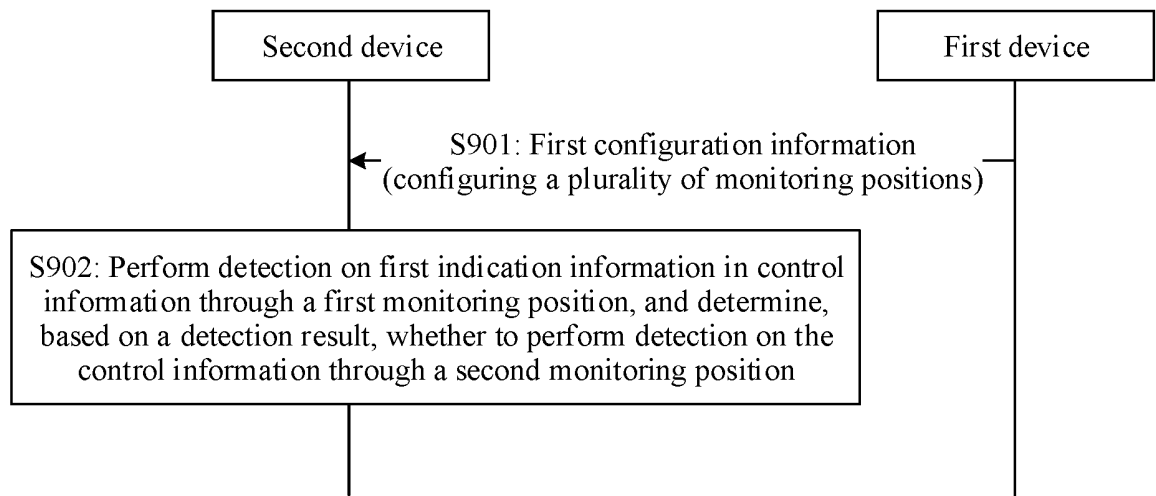 Second device
First device
S901: First configuration information
(configuring a plurality of monitoring positions)
S902: Perform detection on first indication information in control
information through a first monitoring position, and determine,
based on a detection result, whether to perform detection on the
control information through a second monitoring position